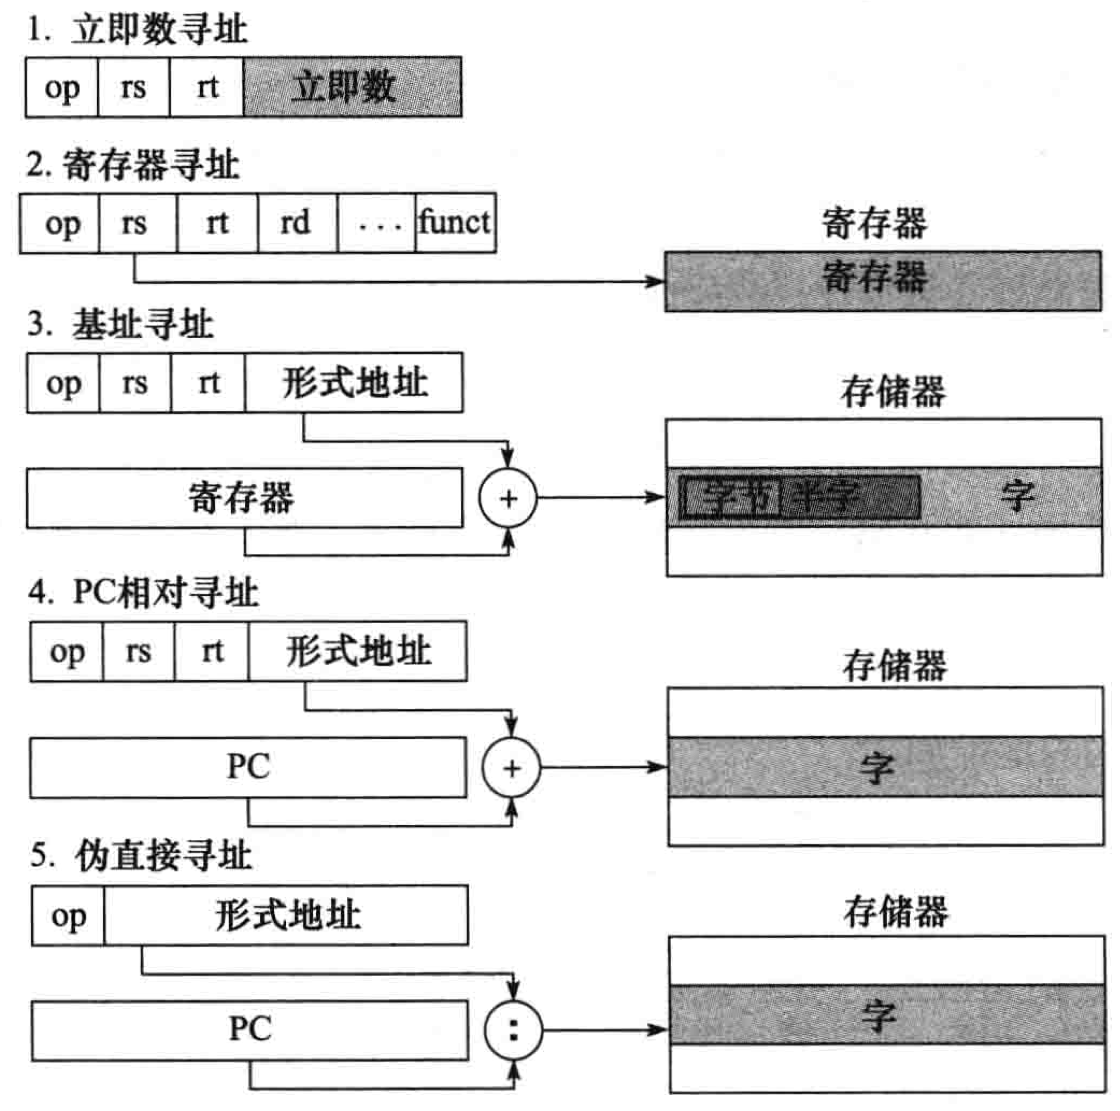 1. 立即数寻址
op rs rt 立即数
2. 寄存器寻址
op rs rt rd ... funct
寄存器
寄存器
3. 基址寻址
op rs rt 形式地址
存储器
寄存器
+
字节 半字 字
4. PC相对寻址
op rs rt 形式地址
存储器
PC
+
字
5. 伪直接寻址
op 形式地址
存储器
PC
:
字